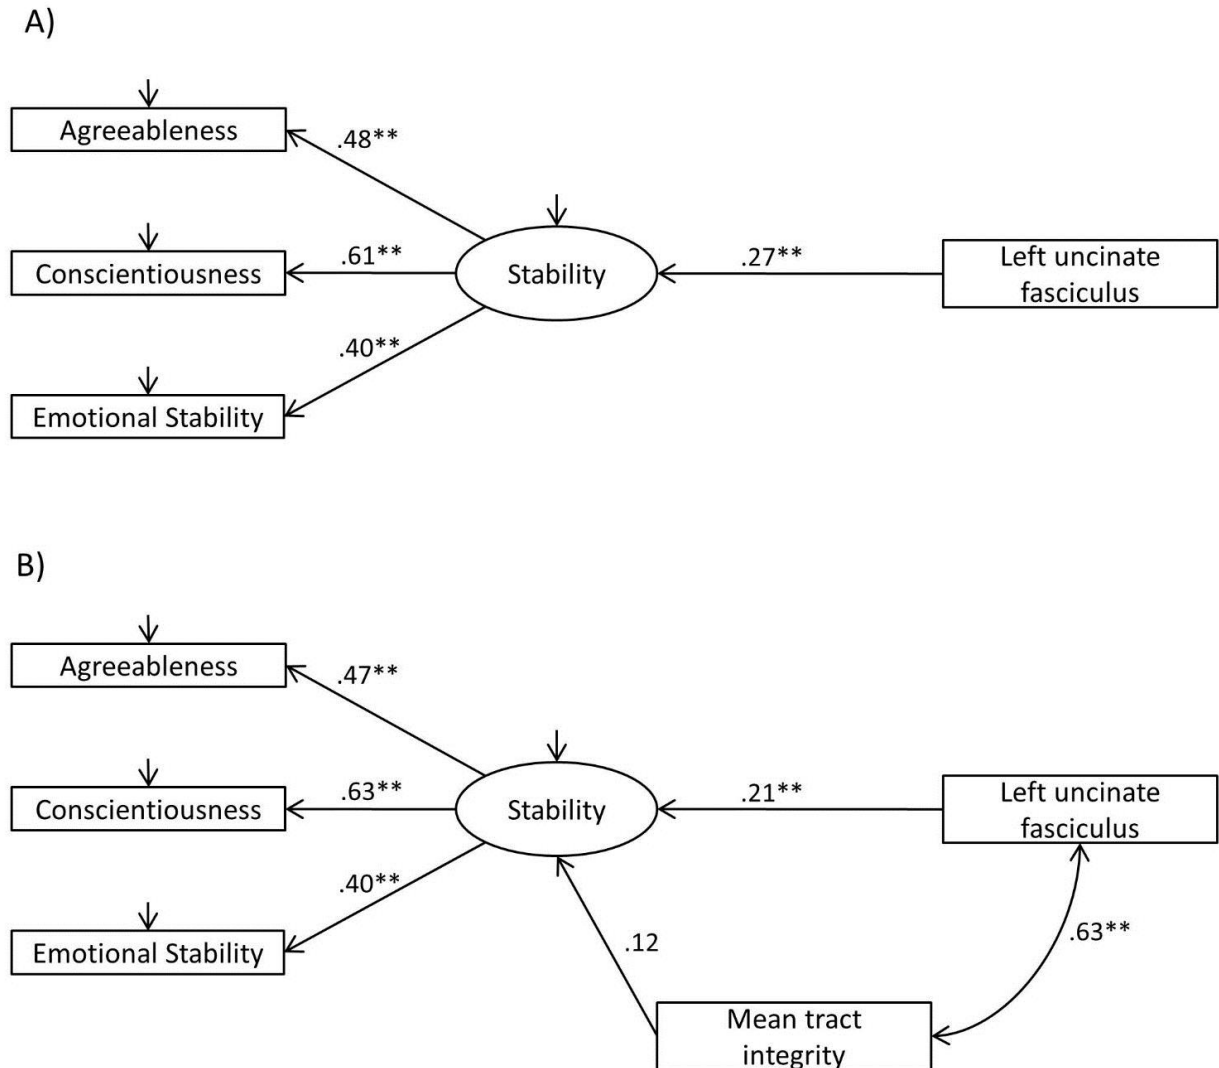 A)
Agreeableness
.48**
Conscientiousness
.61**
Stability
.27**
Left uncinate
fasciculus
.40**
Emotional Stability
B)
Agreeableness
.47**
Conscientiousness
.63**
Stability
.21**
Left uncinate
fasciculus
.40**
Emotional Stability
.12
.63**
Mean tract
integrity